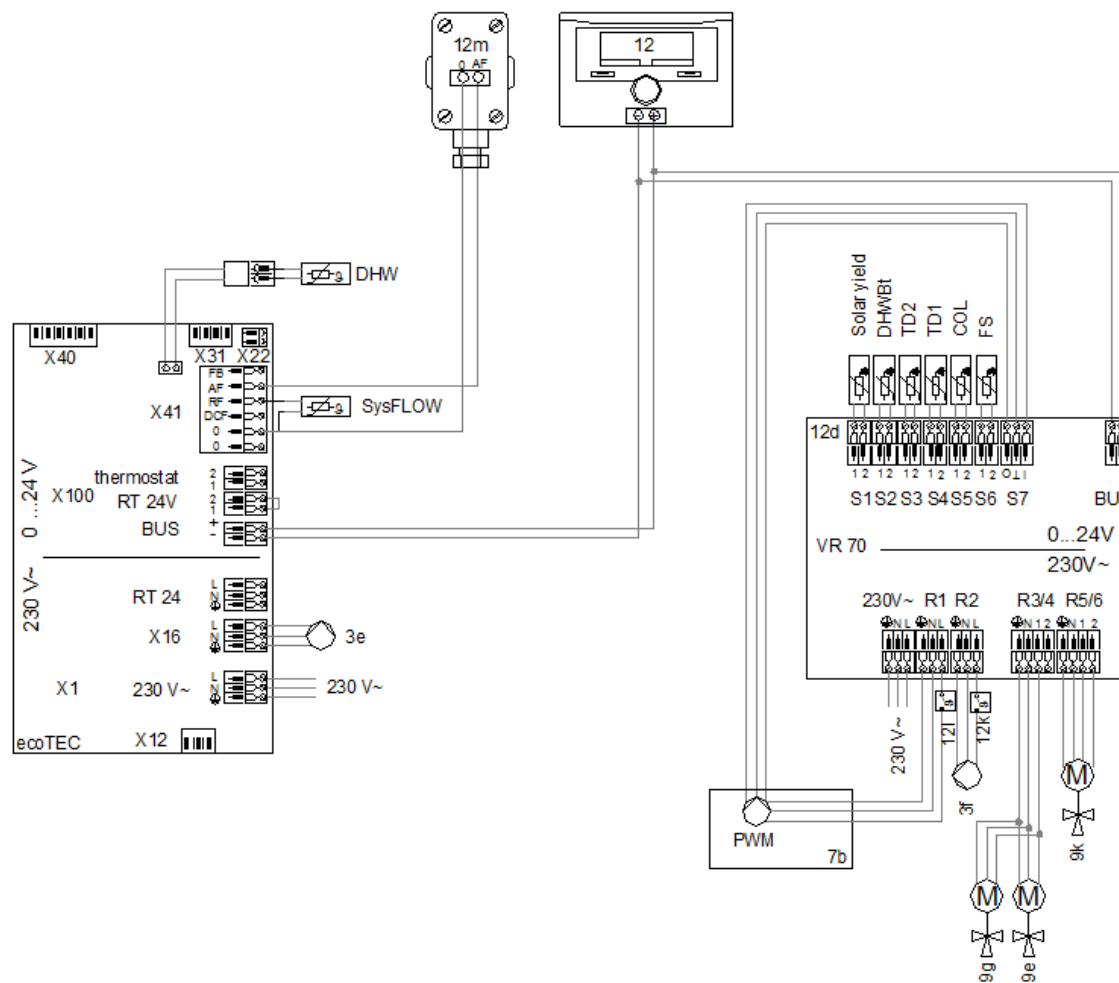 12m
0 AF
12
DHW
X40
X31 X22
FB
AF
RF
DCF
0
0
X41
SysFLOW
0 ...24 V
X100
thermostat
2
1
RT 24V
2
1
BUS
+
-
230 V~
RT 24
L
N
X16
L
N
3e
X1
230 V~
L
N
230 V~
ecoTEC
X12
Solar yield
DHWBt
TD2
TD1
COL
FS
12d
1 2 1 2 1 2 1 2 1 2 1 2
S1 S2 S3 S4 S5 S6 S7
BU
VR 70
0...24V
230V~
230V~ R1 R2 R3/4 R5/6
N L N L N L N 1 2 N 1 2
230 V~
12l
12k
3f
PWM
7b
M
9k
M
9g
M
9e